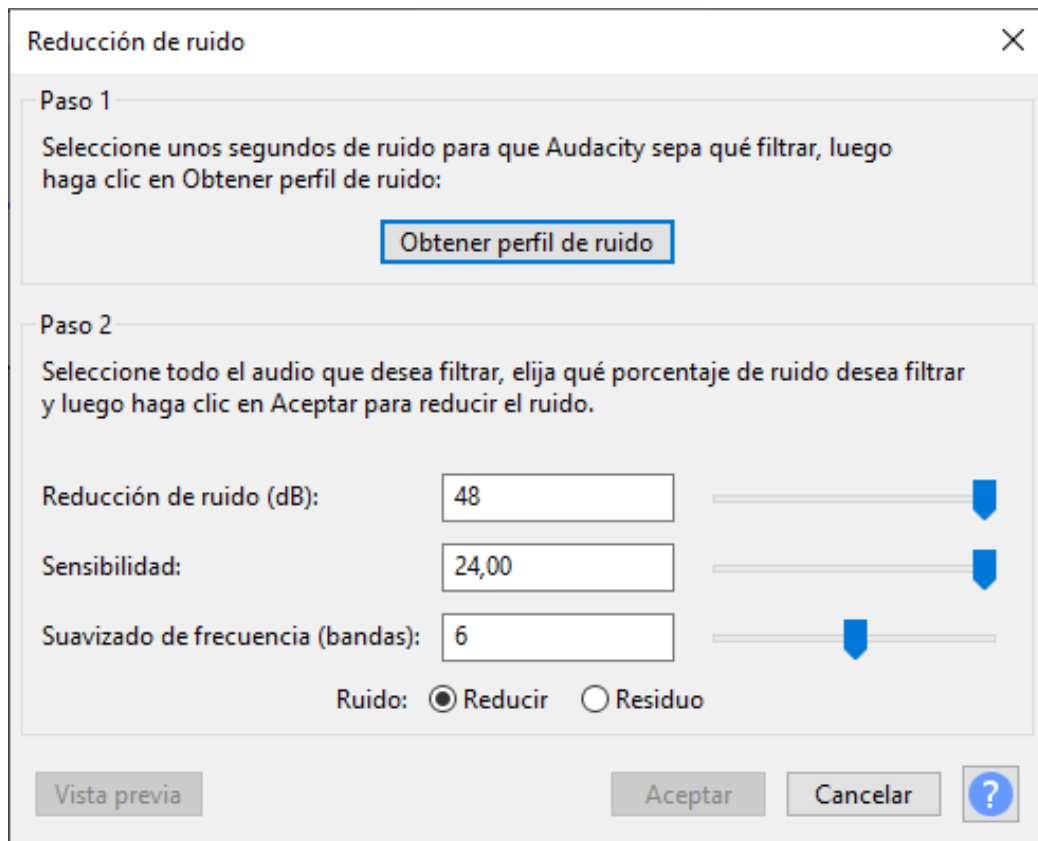 Reducción de ruido
Paso 1
Seleccione unos segundos de ruido para que Audacity sepa qué filtrar, luego
haga clic en Obtener perfil de ruido:
Obtener perfil de ruido
Paso 2
Seleccione todo el audio que desea filtrar, elija qué porcentaje de ruido desea filtrar
y luego haga clic en Aceptar para reducir el ruido.
Reducción de ruido (dB): 48
Sensibilidad: 24,00
Suavizado de frecuencia (bandas): 6
Ruido: Reducir Residuo
Vista previa Aceptar Cancelar ?